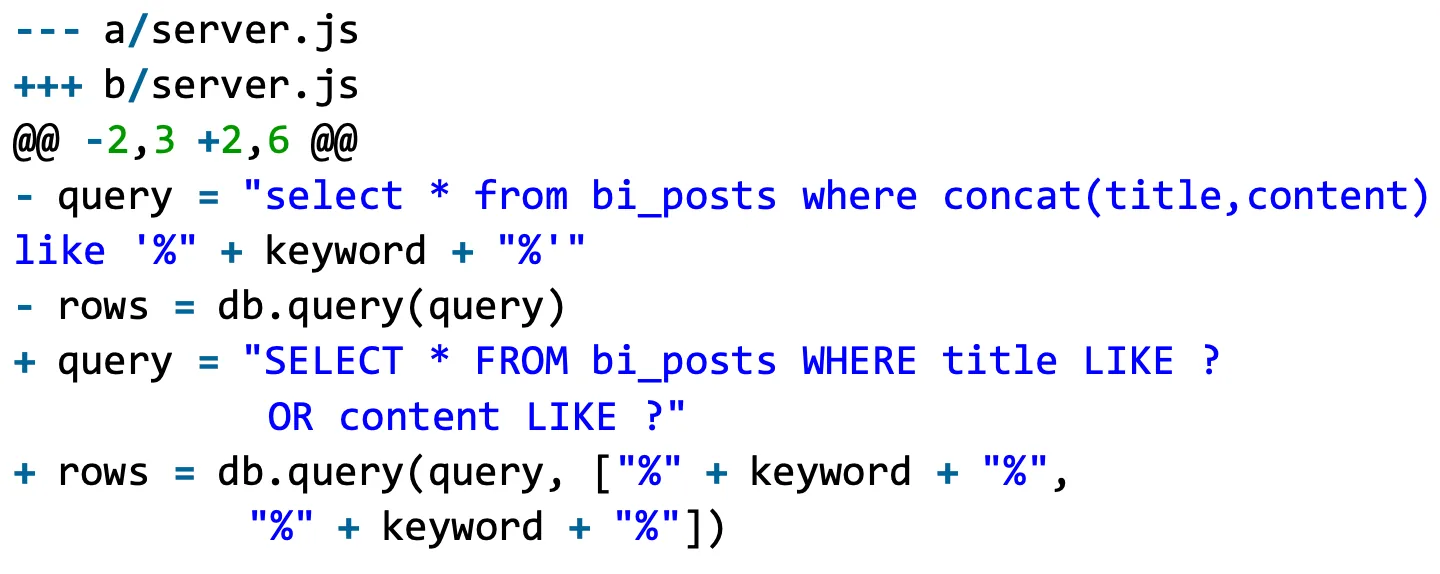 --- a/server.js
+++ b/server.js
@@ -2,3 +2,6 @@
- query = "select * from bi_posts where concat(title,content)
like '%" + keyword + "%'"
- rows = db.query(query)
+ query = "SELECT * FROM bi_posts WHERE title LIKE ?
OR content LIKE ?"
+ rows = db.query(query, ["%" + keyword + "%",
"%" + keyword + "%"])